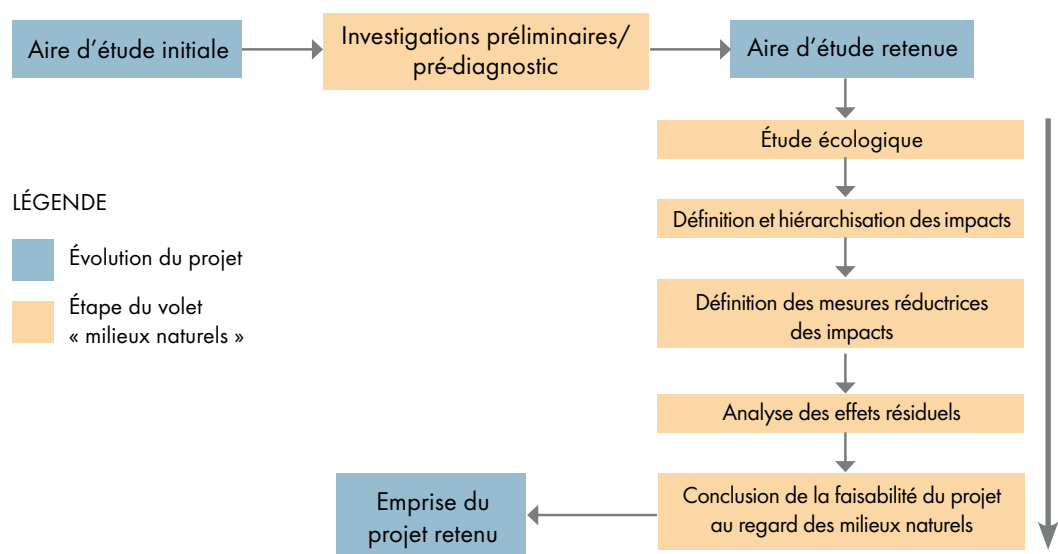 Aire d'étude initiale
Investigations préliminaires/
pré-diagnostic
Aire d'étude retenue
Étude écologique
Définition et hiérarchisation des impacts
Définition des mesures réductrices
des impacts
Analyse des effets résiduels
Conclusion de la faisabilité du projet
au regard des milieux naturels
Emprise du
projet retenu
LÉGENDE
Évolution du projet
Étape du volet
« milieux naturels »